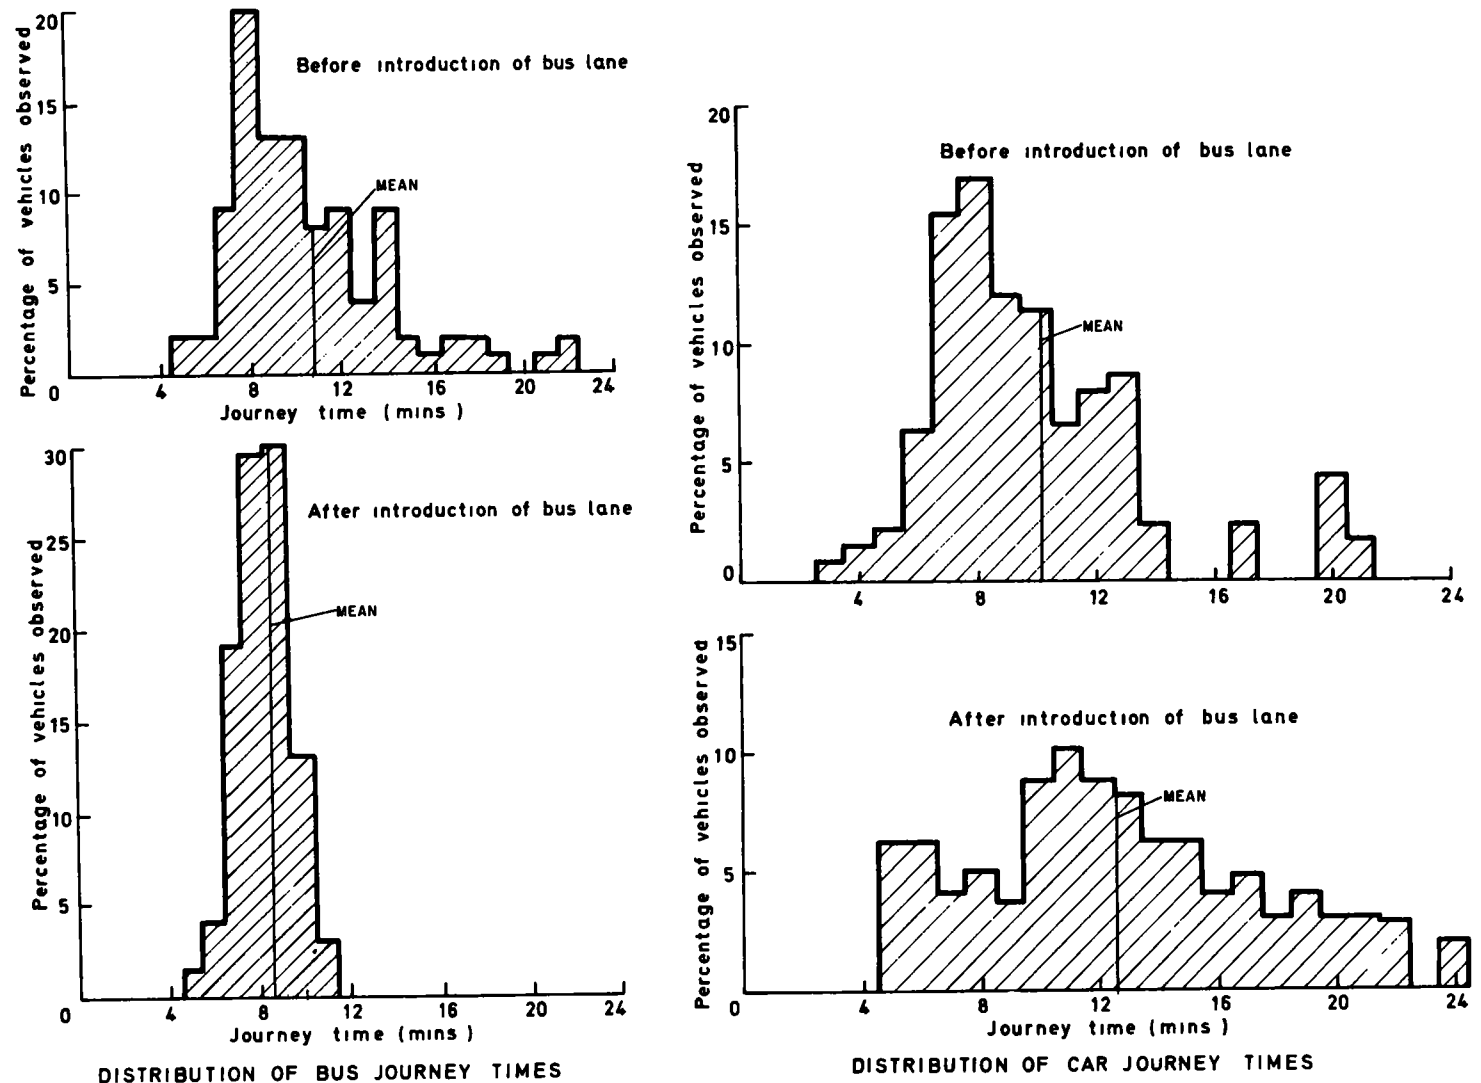 20
15
10
5
0
Percentage of vehicles observed
Before introduction of bus lane
MEAN
4 8 12 16 20 24
Journey time (mins)
30
25
20
15
10
5
0
Percentage of vehicles observed
After introduction of bus lane
MEAN
4 8 12 16 20 24
Journey time (mins)
DISTRIBUTION OF BUS JOURNEY TIMES
20
15
10
5
0
Percentage of vehicles observed
Before introduction of bus lane
MEAN
4 8 12 16 20 24
15
10
5
0
Percentage of vehicles observed
After introduction of bus lane
MEAN
4 8 12 16 20 24
Journey time (mins)
DISTRIBUTION OF CAR JOURNEY TIMES